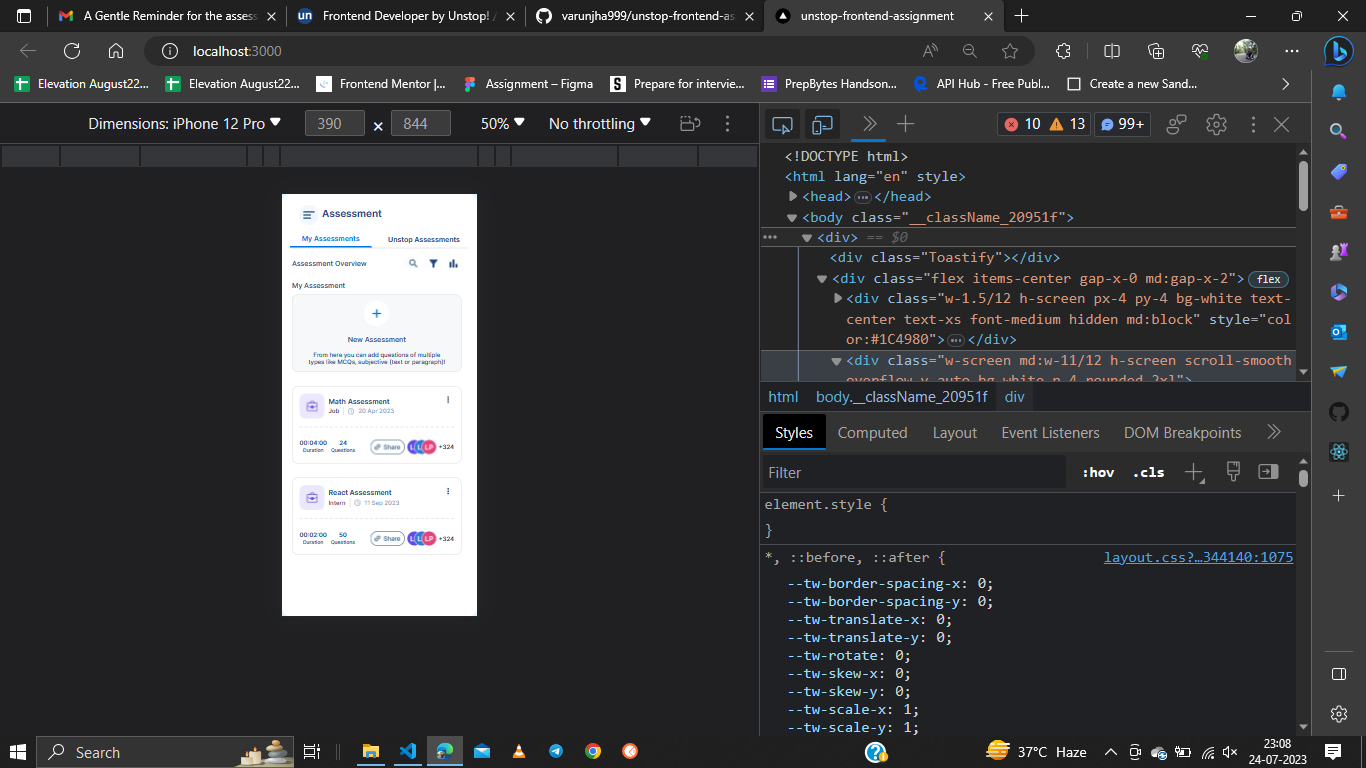 A Gentle Reminder for the assess
Frontend Developer by Unstop! /
varunjha999/unstop-frontend-as
unstop-frontend-assignment
localhost:3000
Elevation August22...
Elevation August22...
Frontend Mentor |...
Assignment – Figma
Prepare for intervie...
PrepBytes Handson...
API Hub - Free Publ...
Create a new Sand...
Dimensions: iPhone 12 Pro
390 × 844
50%
No throttling
10 13 99+
Assessment
My Assessments
Unstop Assessments
Assessment Overview
My Assessment
+
New Assessment
From here you can add questions of multiple
types like MCQs, subjective (text or paragraph)!
Math Assessment
Job | 20 Apr 2023
00:04:00 24
Duration Questions
Share
L L LP +324
React Assessment
Intern | 11 Sep 2023
00:02:00 50
Duration Questions
Share
L L LP +324
<!DOCTYPE html>
<html lang="en" style>
<head>…</head>
<body class="__className_20951f">
<div> == $0
<div class="Toastify"></div>
<div class="flex items-center gap-x-0 md:gap-x-2"> flex
<div class="w-1.5/12 h-screen px-4 py-4 bg-white text-
center text-xs font-medium hidden md:block" style="col
or:#1C4980">…</div>
<div class="w-screen md:w-11/12 h-screen scroll-smooth
overflow-y-auto bg-white p-4 rounded-2xl">
html body.__className_20951f div
Styles Computed Layout Event Listeners DOM Breakpoints
Filter
:hov .cls
element.style {
}
*, ::before, ::after {
layout.css?…344140:1075
--tw-border-spacing-x: 0;
--tw-border-spacing-y: 0;
--tw-translate-x: 0;
--tw-translate-y: 0;
--tw-rotate: 0;
--tw-skew-x: 0;
--tw-skew-y: 0;
--tw-scale-x: 1;
--tw-scale-y: 1;
Search
37°C Haze
23:08
24-07-2023